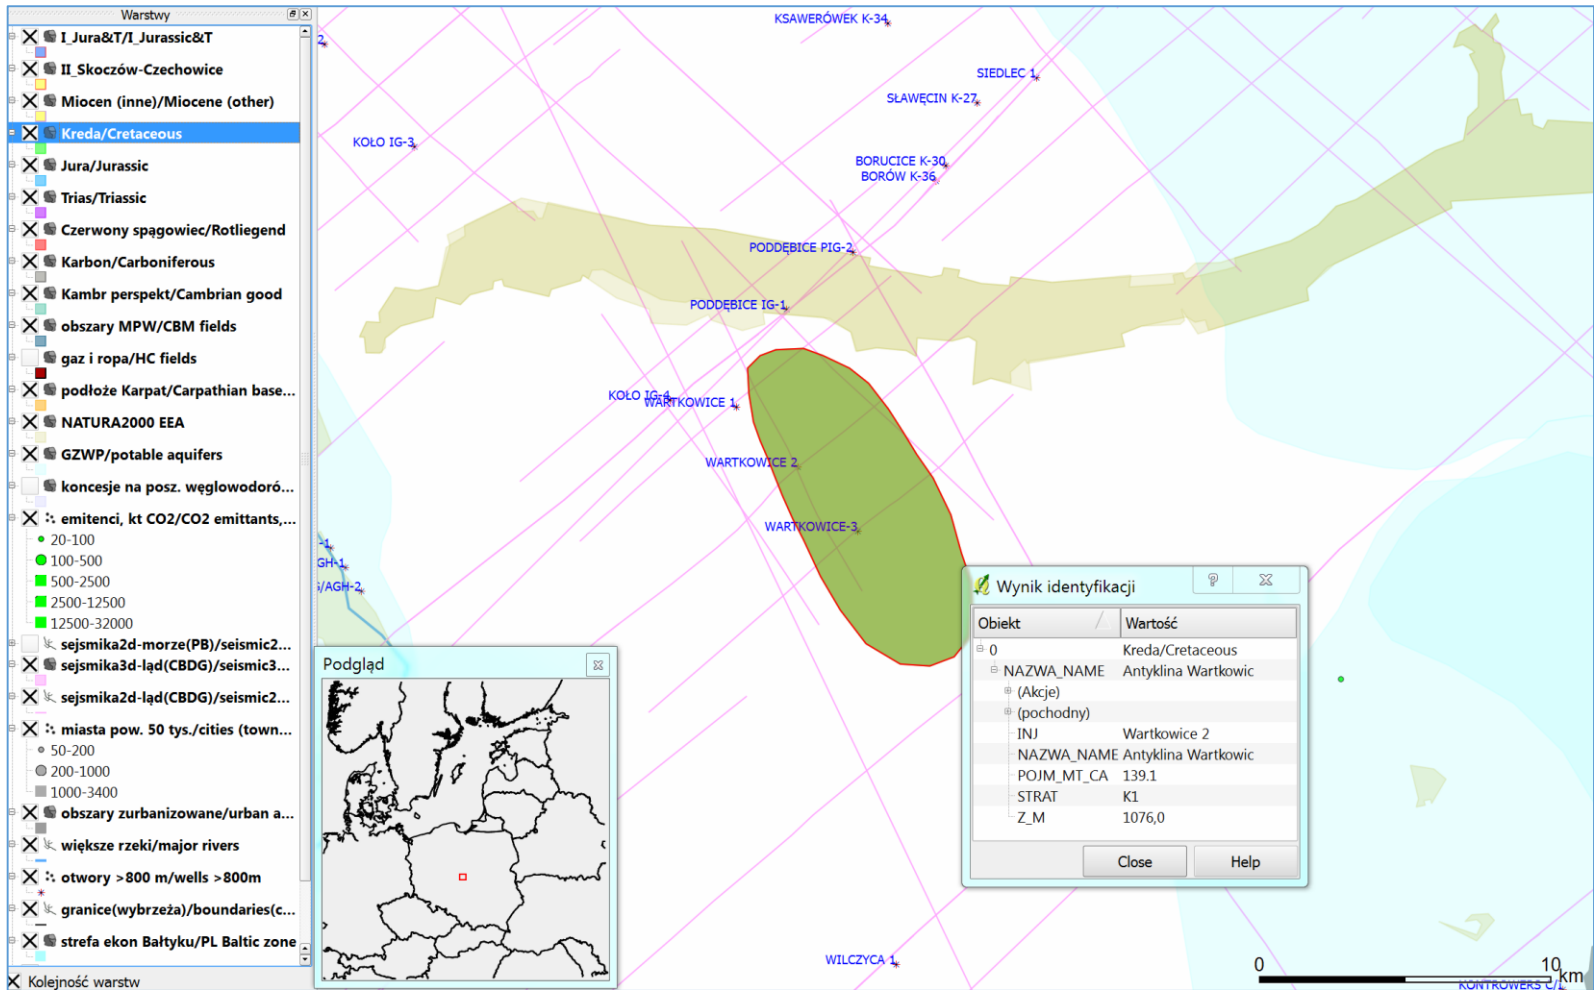 Warstwy
I_Jura&T/I_Jurassic&T
II_Skoczów-Czechowice
Miocen (inne)/Miocene (other)
Kreda/Cretaceous
Jura/Jurassic
Trias/Triassic
Czerwony spągowiec/Rotliegend
Karbon/Carboniferous
Kambr perspekt/Cambrian good
obszary MPW/CBM fields
gaz i ropa/HC fields
podłoże Karpat/Carpathian base...
NATURA2000 EEA
GZWP/potable aquifers
koncesje na posz. węglowodoró...
emitenci, kt CO2/CO2 emittants,...
20-100
100-500
500-2500
2500-12500
12500-32000
sejsmika2d-morze(PB)/seismic2...
sejsmika3d-ląd(CBDG)/seismic3...
sejsmika2d-ląd(CBDG)/seismic2...
miasta pow. 50 tys./cities (town...
50-200
200-1000
1000-3400
obszary zurbanizowane/urban a...
większe rzeki/major rivers
otwory >800 m/wells >800m
granice(wybrzeża)/boundaries(c...
strefa ekon Bałtyku/PL Baltic zone
Kolejność warstw
KSAWERÓWEK K-34
2
SIEDLEC 1
SŁAWĘCIN K-27
KOŁO IG-3
BORUCICE K-30
BORÓW K-36
PODDĘBICE PIG-2
PODDĘBICE IG-1
KOŁO IG-4
WARTKOWICE 1
WARTKOWICE 2
WARTKOWICE-3
-1
GH-1
/AGH-2
WILCZYCA 1
KONTROWERS C/1
0 10 km
Podgląd
Wynik identyfikacji
Obiekt Wartość
0 Kreda/Cretaceous
NAZWA_NAME Antyklina Wartkowic
(Akcje)
(pochodny)
INJ Wartkowice 2
NAZWA_NAME Antyklina Wartkowic
POJM_MT_CA 139.1
STRAT K1
Z_M 1076,0
Close Help